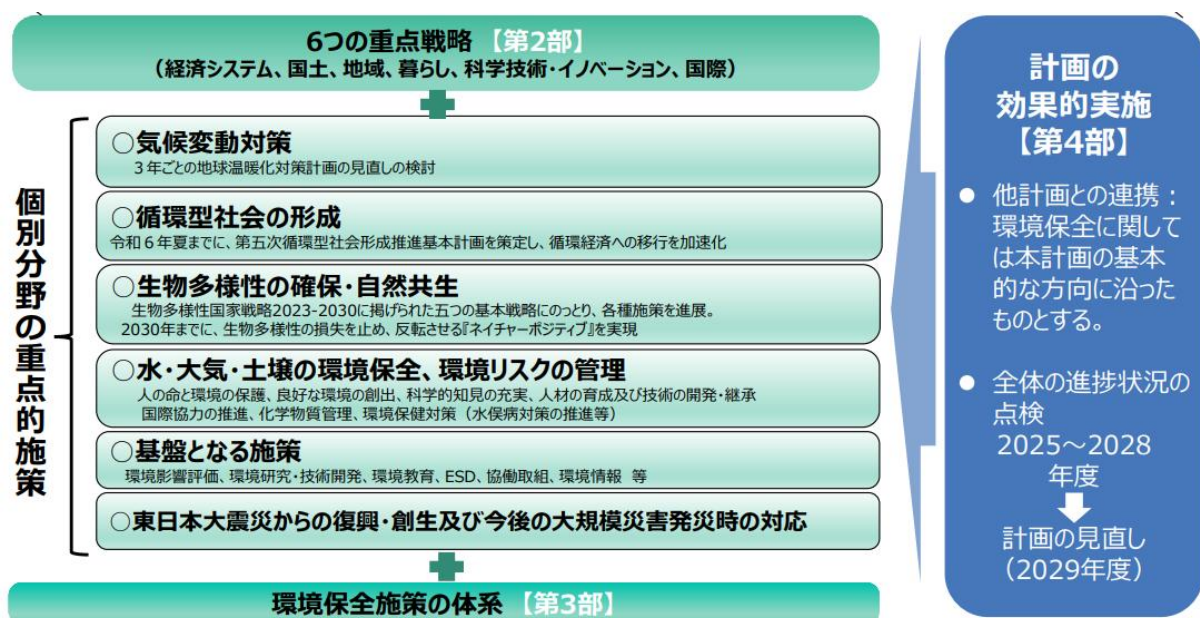 6つの重点戦略 【第2部】
（経済システム、国土、地域、暮らし、科学技術・イノベーション、国際）
個別分野の重点的施策
○気候変動対策
３年ごとの地球温暖化対策計画の見直しの検討
○循環型社会の形成
令和６年夏までに、第五次循環型社会形成推進基本計画を策定し、循環経済への移行を加速化
○生物多様性の確保・自然共生
生物多様性国家戦略2023-2030に掲げられた五つの基本戦略にのっとり、各種施策を進展。
2030年までに、生物多様性の損失を止め、反転させる『ネイチャーポジティブ』を実現
○水・大気・土壌の環境保全、環境リスクの管理
人の命と環境の保護、良好な環境の創出、科学的知見の充実、人材の育成及び技術の開発・継承
国際協力の推進、化学物質管理、環境保健対策（水俣病対策の推進等）
○基盤となる施策
環境影響評価、環境研究・技術開発、環境教育、ESD、協働取組、環境情報 等
○東日本大震災からの復興・創生及び今後の大規模災害発災時の対応
環境保全施策の体系 【第3部】
計画の
効果的実施
【第4部】
● 他計画との連携：
環境保全に関して
は本計画の基本
的な方向に沿った
ものとする。
● 全体の進捗状況の
点検
2025～2028
年度
計画の見直し
（2029年度）